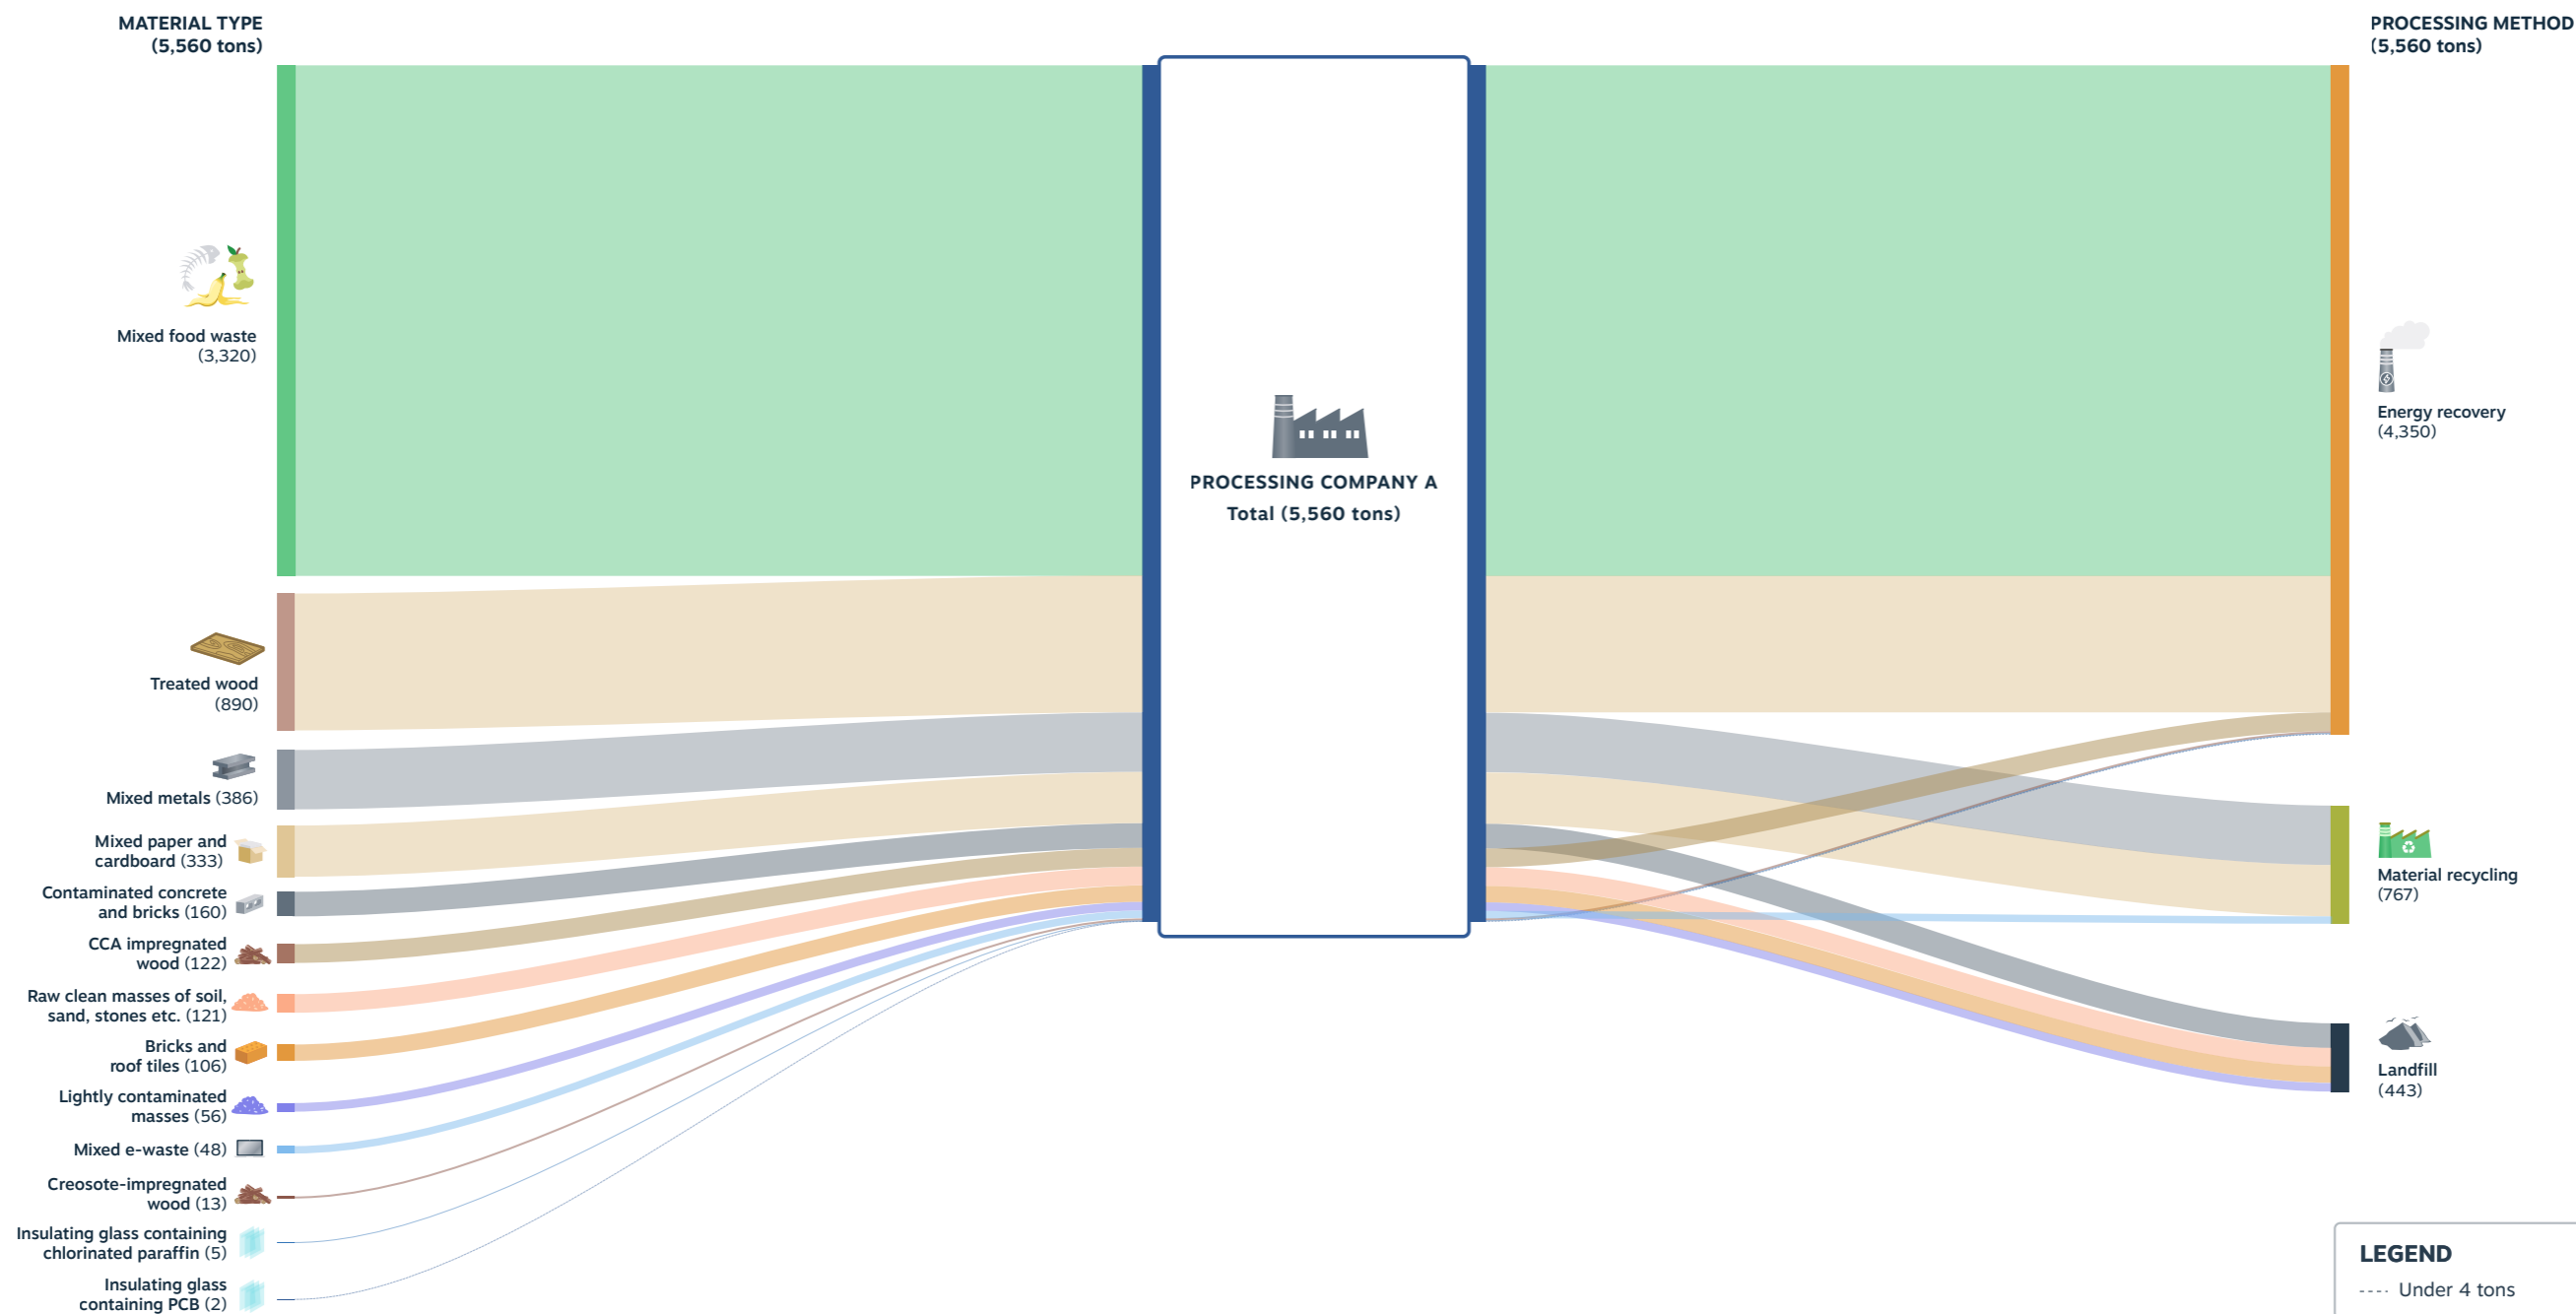 MATERIAL TYPE
(5,560 tons)
Mixed food waste
(3,320)
Treated wood
(890)
Mixed metals (386)
Mixed paper and
cardboard (333)
Contaminated concrete
and bricks (160)
CCA impregnated
wood (122)
Raw clean masses of soil,
sand, stones etc. (121)
Bricks and
roof tiles (106)
Lightly contaminated
masses (56)
Mixed e-waste (48)
Creosote-impregnated
wood (13)
Insulating glass containing
chlorinated paraffin (5)
Insulating glass
containing PCB (2)
PROCESSING COMPANY A
Total (5,560 tons)
PROCESSING METHOD
(5,560 tons)
Energy recovery
(4,350)
Material recycling
(767)
Landfill
(443)
LEGEND
---- Under 4 tons